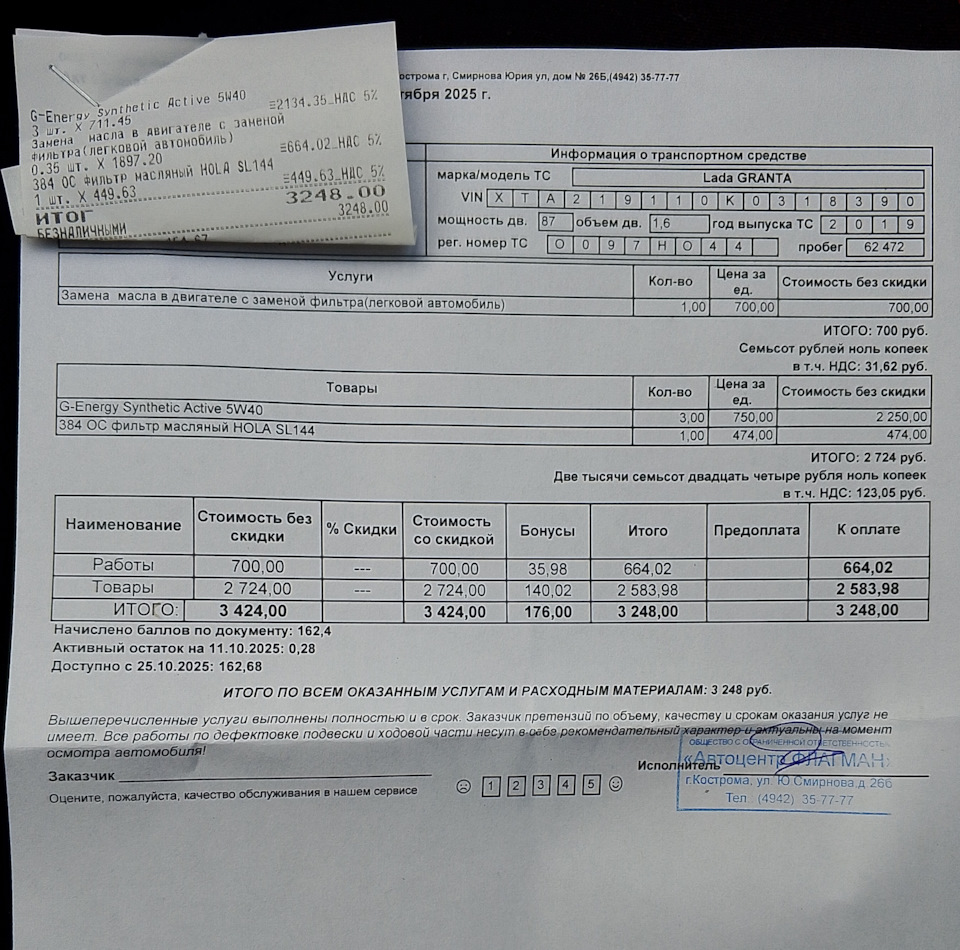 G-Energy Synthetic Active 5W40
3 шт. X 711.45 ≡2134.35_НДС 5%
Замена масла в двигателе с заменой
фильтра(легковой автомобиль)
0.35 шт. X 1897.20 ≡664.02_НДС 5%
384 ОС фильтр масляный HOLA SL144
1 шт. X 449.63 ≡449.63_НДС 5%
ИТОГ 3248.00
БЕЗНАЛИЧНЫМИ 3248.00
острома г, Смирнова Юрия ул, дом № 26Б,(4942) 35-77-77
тября 2025 г.
Информация о транспортном средстве
марка/модель ТС Lada GRANTA
VIN X T A 2 1 9 1 1 0 K 0 3 1 8 3 9 0
мощность дв. 87 объем дв. 1,6 год выпуска ТС 2 0 1 9
рег. номер ТС О 0 9 7 Н О 4 4 пробег 62 472
Услуги Кол-во Цена за ед. Стоимость без скидки
Замена масла в двигателе с заменой фильтра(легковой автомобиль) 1,00 700,00 700,00
ИТОГО: 700 руб.
Семьсот рублей ноль копеек
в т.ч. НДС: 31,62 руб.
Товары Кол-во Цена за ед. Стоимость без скидки
G-Energy Synthetic Active 5W40 3,00 750,00 2 250,00
384 ОС фильтр масляный HOLA SL144 1,00 474,00 474,00
ИТОГО: 2 724 руб.
Две тысячи семьсот двадцать четыре рубля ноль копеек
в т.ч. НДС: 123,05 руб.
Наименование Стоимость без скидки % Скидки Стоимость со скидкой Бонусы Итого Предоплата К оплате
Работы 700,00 --- 700,00 35,98 664,02 664,02
Товары 2 724,00 --- 2 724,00 140,02 2 583,98 2 583,98
ИТОГО: 3 424,00 3 424,00 176,00 3 248,00 3 248,00
Начислено баллов по документу: 162,4
Активный остаток на 11.10.2025: 0,28
Доступно с 25.10.2025: 162,68
ИТОГО ПО ВСЕМ ОКАЗАННЫМ УСЛУГАМ И РАСХОДНЫМ МАТЕРИАЛАМ: 3 248 руб.
Вышеперечисленные услуги выполнены полностью и в срок. Заказчик претензий по объему, качеству и срокам оказания услуг не
имеет. Все работы по дефектовке подвески и ходовой части несут в себе рекомендательный характер и актуальны на момент
осмотра автомобиля!
Заказчик
Исполнитель
Оцените, пожалуйста, качество обслуживания в нашем сервисе 1 2 3 4 5
ОБЩЕСТВО С ОГРАНИЧЕННОЙ ОТВЕТСТВЕННОСТЬЮ
«Автоцентр ФЛАГМАН»
г.Кострома, ул. Ю.Смирнова,д 26б
Тел.: (4942) 35-77-77